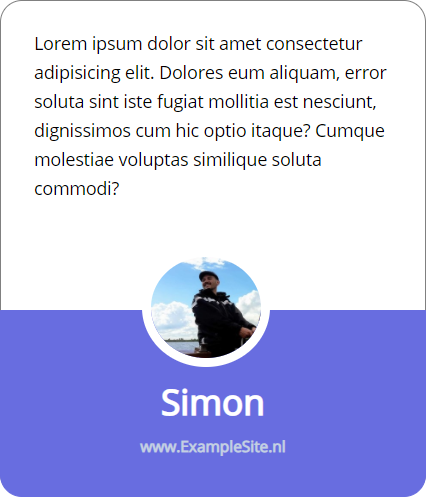 Lorem ipsum dolor sit amet consectetur
adipisicing elit. Dolores eum aliquam, error
soluta sint iste fugiat mollitia est nesciunt,
dignissimos cum hic optio itaque? Cumque
molestiae voluptas similique soluta
commodi?
Simon
www.ExampleSite.nl